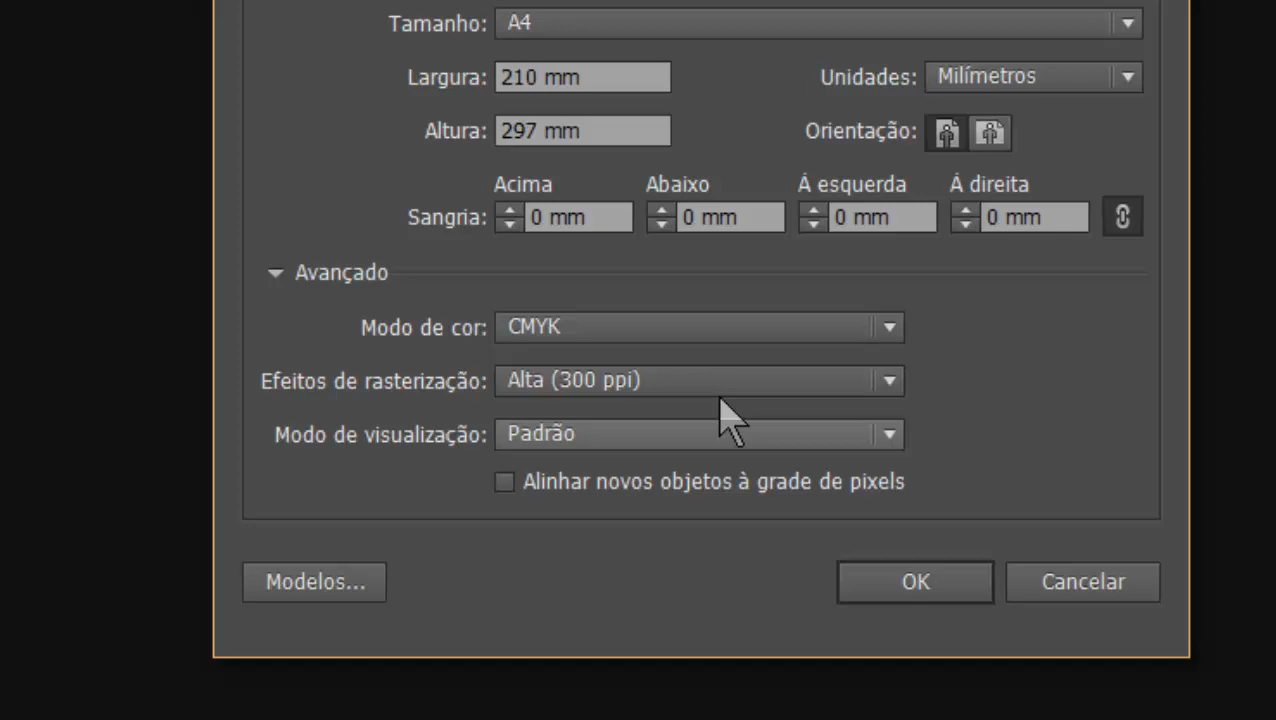 Tamanho: A4
Largura: 210 mm Unidades: Milímetros
Altura: 297 mm Orientação:
Acima Abaixo À esquerda À direita
Sangria: 0 mm 0 mm 0 mm 0 mm
Avançado
Modo de cor: CMYK
Efeitos de rasterização: Alta (300 ppi)
Modo de visualização: Padrão
Alinhar novos objetos à grade de pixels
Modelos... OK Cancelar